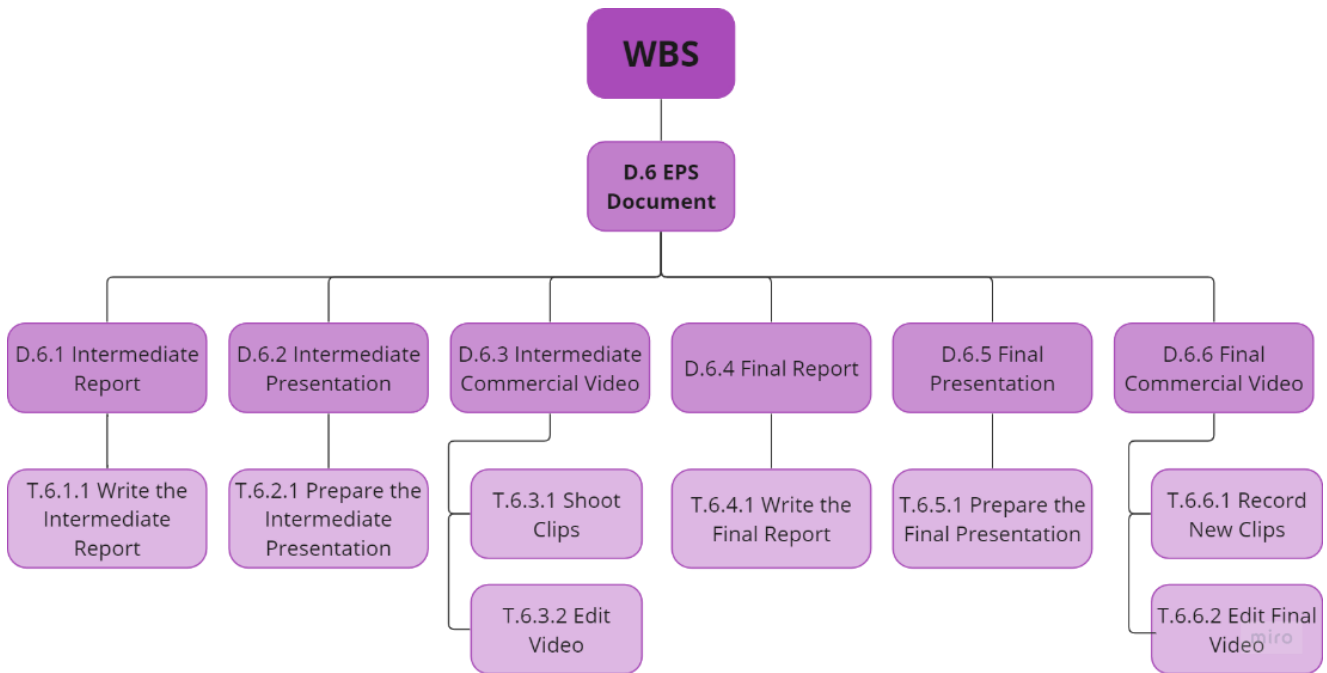 WBS
D.6 EPS
Document
D.6.1 Intermediate
Report
D.6.2 Intermediate
Presentation
D.6.3 Intermediate
Commercial Video
D.6.4 Final Report
D.6.5 Final
Presentation
D.6.6 Final
Commercial Video
T.6.1.1 Write the
Intermediate
Report
T.6.2.1 Prepare the
Intermediate
Presentation
T.6.3.1 Shoot
Clips
T.6.3.2 Edit
Video
T.6.4.1 Write the
Final Report
T.6.5.1 Prepare the
Final Presentation
T.6.6.1 Record
New Clips
T.6.6.2 Edit Final
Video
miro